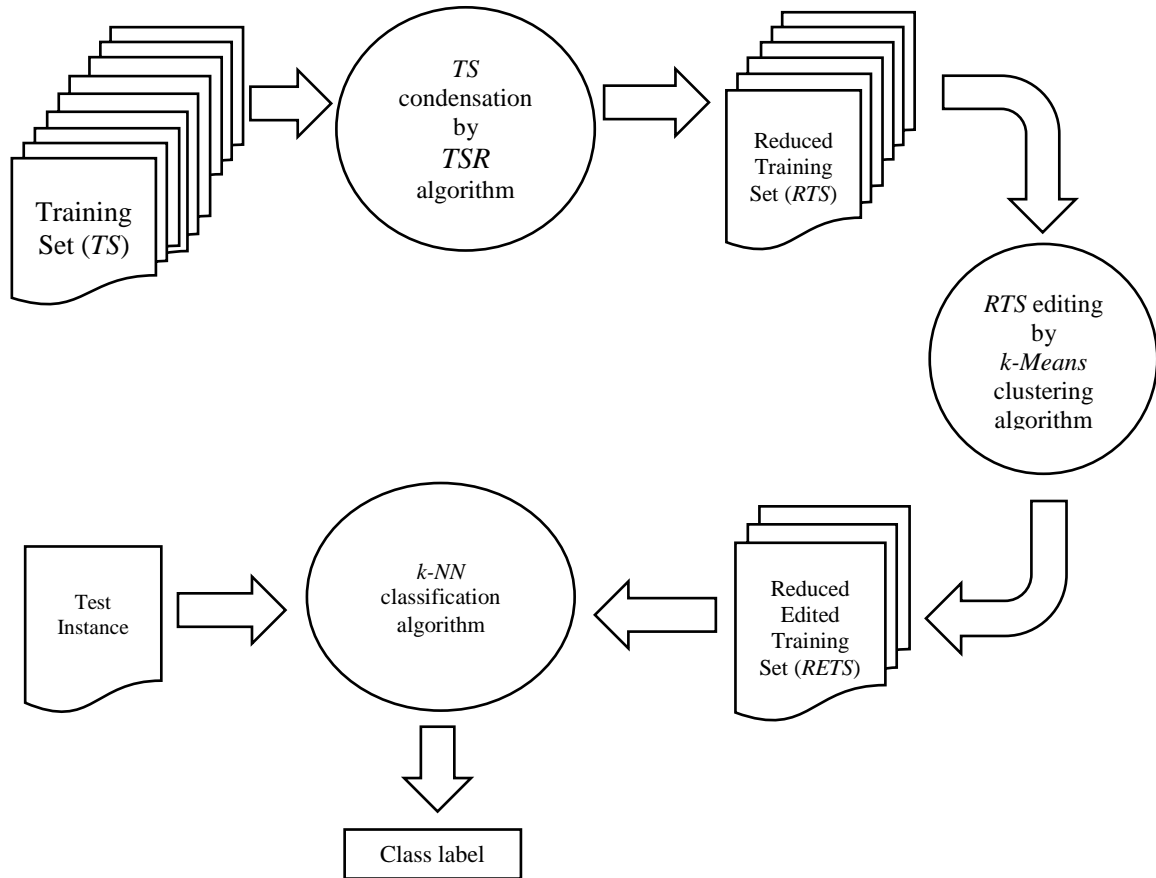 Training
Set (TS)
TS
condensation
by
TSR
algorithm
Reduced
Training
Set (RTS)
RTS editing
by
k-Means
clustering
algorithm
Test
Instance
k-NN
classification
algorithm
Reduced
Edited
Training
Set (RETS)
Class label